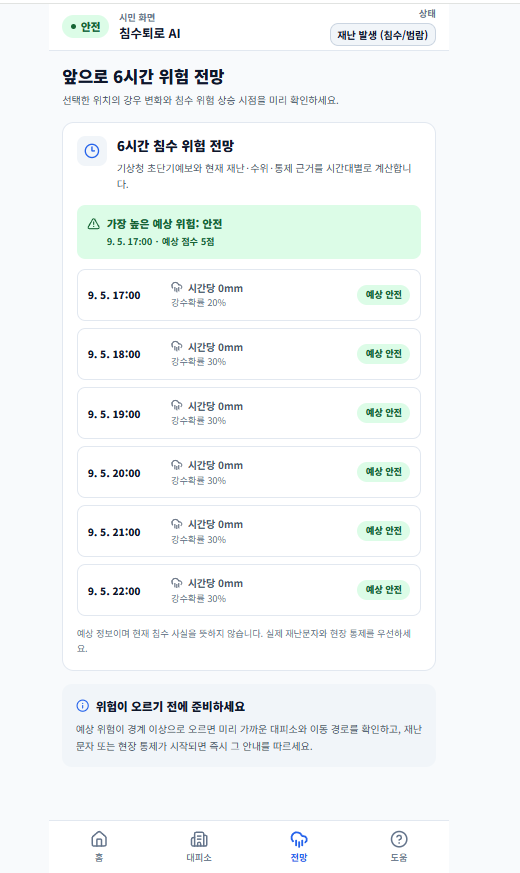 안전
시민 화면
침수퇴로 AI
상태
재난 발생 (침수/범람)
앞으로 6시간 위험 전망
선택한 위치의 강우 변화와 침수 위험 상승 시점을 미리 확인하세요.
6시간 침수 위험 전망
기상청 초단기예보와 현재 재난·수위·통제 근거를 시간대별로 계산합니
다.
가장 높은 예상 위험: 안전
9. 5. 17:00 · 예상 점수 5점
9. 5. 17:00
시간당 0mm
강수확률 20%
예상 안전
9. 5. 18:00
시간당 0mm
강수확률 30%
예상 안전
9. 5. 19:00
시간당 0mm
강수확률 30%
예상 안전
9. 5. 20:00
시간당 0mm
강수확률 30%
예상 안전
9. 5. 21:00
시간당 0mm
강수확률 30%
예상 안전
9. 5. 22:00
시간당 0mm
강수확률 30%
예상 안전
예상 정보이며 현재 침수 사실을 뜻하지 않습니다. 실제 재난문자와 현장 통제를 우선하세
요.
위험이 오르기 전에 준비하세요
예상 위험이 경계 이상으로 오르면 미리 가까운 대피소와 이동 경로를 확인하고, 재난
문자 또는 현장 통제가 시작되면 즉시 그 안내를 따르세요.
홈
대피소
전망
도움